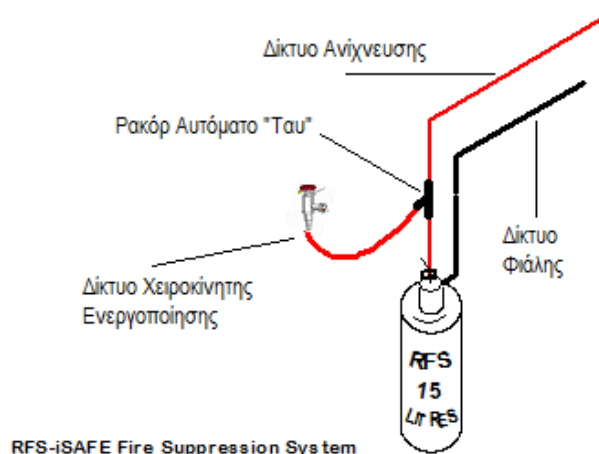 Δίκτυο Ανίχνευσης
Ρακόρ Αυτόματο "Ταυ"
Δίκτυο
Φιάλης
Δίκτυο Χειροκίνητης
Ενεργοποίησης
RFS
15
LITRES
RFS-iSAFE Fire Suppression System